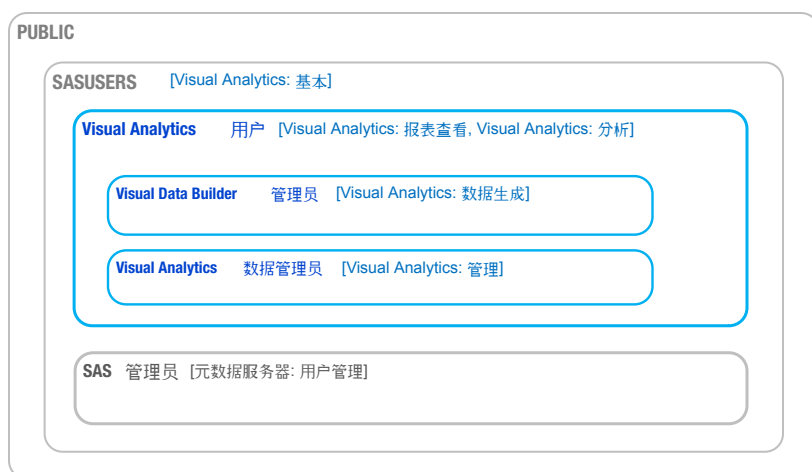 PUBLIC
SASUSERS [Visual Analytics: 基本]
Visual Analytics 用户 [Visual Analytics: 报表查看, Visual Analytics: 分析]
Visual Data Builder 管理员 [Visual Analytics: 数据生成]
Visual Analytics 数据管理员 [Visual Analytics: 管理]
SAS 管理员 [元数据服务器: 用户管理]